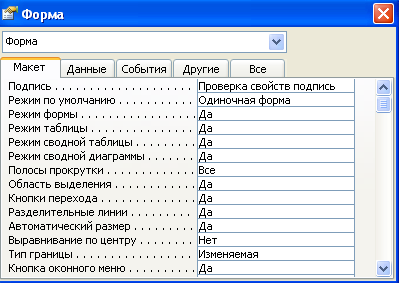 Форма
Форма
Макет Данные События Другие Все
Подпись . . . . . . . . . . . . . . . . . . . Проверка свойств подпись
Режим по умолчанию . . . . . . . . . . Одиночная форма
Режим формы . . . . . . . . . . . . . . . Да
Режим таблицы . . . . . . . . . . . . . . Да
Режим сводной таблицы . . . . . . . . Да
Режим сводной диаграммы . . . . . . Да
Полосы прокрутки . . . . . . . . . . . . Все
Область выделения . . . . . . . . . . . Да
Кнопки перехода . . . . . . . . . . . . . Да
Разделительные линии . . . . . . . . . Да
Автоматический размер . . . . . . . . Да
Выравнивание по центру . . . . . . . . Нет
Тип границы . . . . . . . . . . . . . . . . Изменяемая
Кнопка оконного меню . . . . . . . . . Да